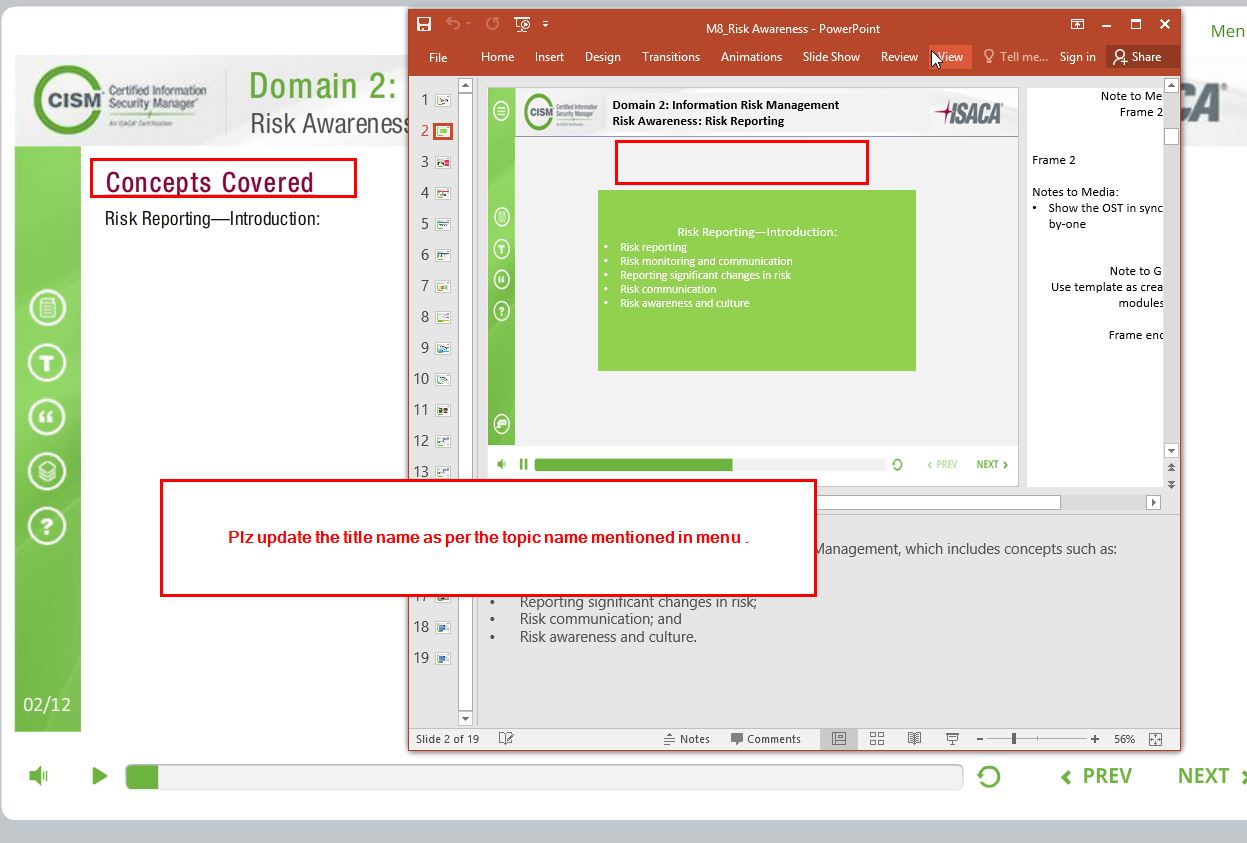 Menu
CISM
Certified Information
Security Manager
An ISACA Certification
Domain 2:
Risk Awareness
Concepts Covered
Risk Reporting—Introduction:
T
“
?
02/12
PREV
NEXT
M8_Risk Awareness - PowerPoint
File
Home
Insert
Design
Transitions
Animations
Slide Show
Review
View
Tell me...
Sign in
Share
1
2
3
4
5
6
7
8
9
10
11
12
13
17
18
19
CISM
Certified Information
Security Manager
Domain 2: Information Risk Management
Risk Awareness: Risk Reporting
ISACA
Risk Reporting—Introduction:
• Risk reporting
• Risk monitoring and communication
• Reporting significant changes in risk
• Risk communication
• Risk awareness and culture
T
“
?
PREV
NEXT
Note to Me
Frame 2
Frame 2
Notes to Media:
• Show the OST in sync
by-one
Note to G
Use template as crea
modules
Frame end
Plz update the title name as per the topic name mentioned in menu .
Management, which includes concepts such as:
• Reporting significant changes in risk;
• Risk communication; and
• Risk awareness and culture.
Slide 2 of 19
Notes
Comments
56%